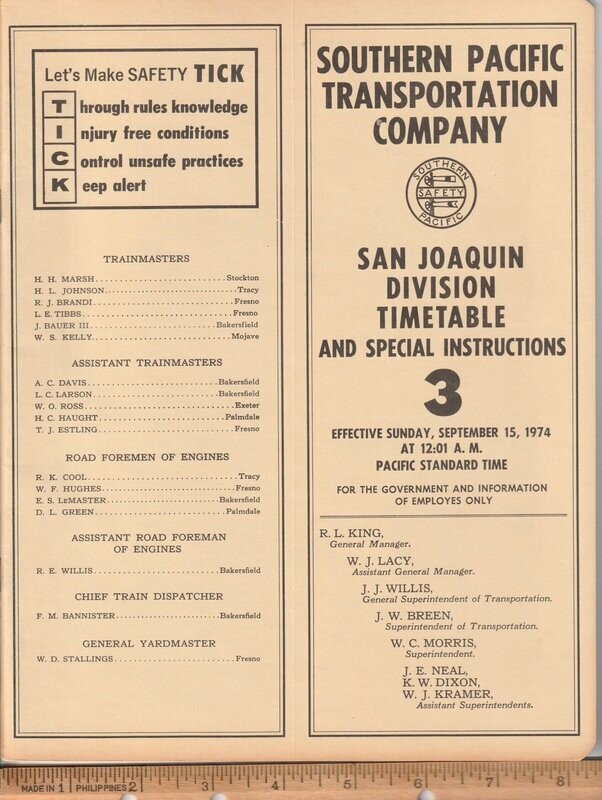 Let's Make SAFETY TICK
Through rules knowledge
Injury free conditions
Control unsafe practices
Keep alert
TRAINMASTERS
H. H. MARSH..........................Stockton
H. L. JOHNSON..........................Tracy
R. J. BRANDI..........................Fresno
L. E. TIBBS..........................Fresno
J. BAUER III..........................Bakersfield
W. S. KELLY..........................Mojave
ASSISTANT TRAINMASTERS
A. C. DAVIS..........................Bakersfield
L. C. LARSON..........................Bakersfield
W. O. ROSS..........................Exeter
H. C. HAUGHT..........................Palmdale
T. J. ESTLING..........................Fresno
ROAD FOREMEN OF ENGINES
R. K. COOL..........................Tracy
W. F. HUGHES..........................Fresno
E. S. LeMASTER..........................Bakersfield
D. L. GREEN..........................Palmdale
ASSISTANT ROAD FOREMAN
OF ENGINES
R. E. WILLIS..........................Bakersfield
CHIEF TRAIN DISPATCHER
F. M. BANNISTER..........................Bakersfield
GENERAL YARDMASTER
W. D. STALLINGS..........................Fresno
SOUTHERN PACIFIC
TRANSPORTATION
COMPANY
SOUTHERN
SAFETY
PACIFIC
SAN JOAQUIN
DIVISION
TIMETABLE
AND SPECIAL INSTRUCTIONS
3
EFFECTIVE SUNDAY, SEPTEMBER 15, 1974
AT 12:01 A. M.
PACIFIC STANDARD TIME
FOR THE GOVERNMENT AND INFORMATION
OF EMPLOYES ONLY
R. L. KING,
General Manager.
W. J. LACY,
Assistant General Manager.
J. J. WILLIS,
General Superintendent of Transportation.
J. W. BREEN,
Superintendent of Transportation.
W. C. MORRIS,
Superintendent.
J. E. NEAL,
K. W. DIXON,
W. J. KRAMER,
Assistant Superintendents.
MADE IN 1 PHILIPPINES 2 3 4 5 6 7 8